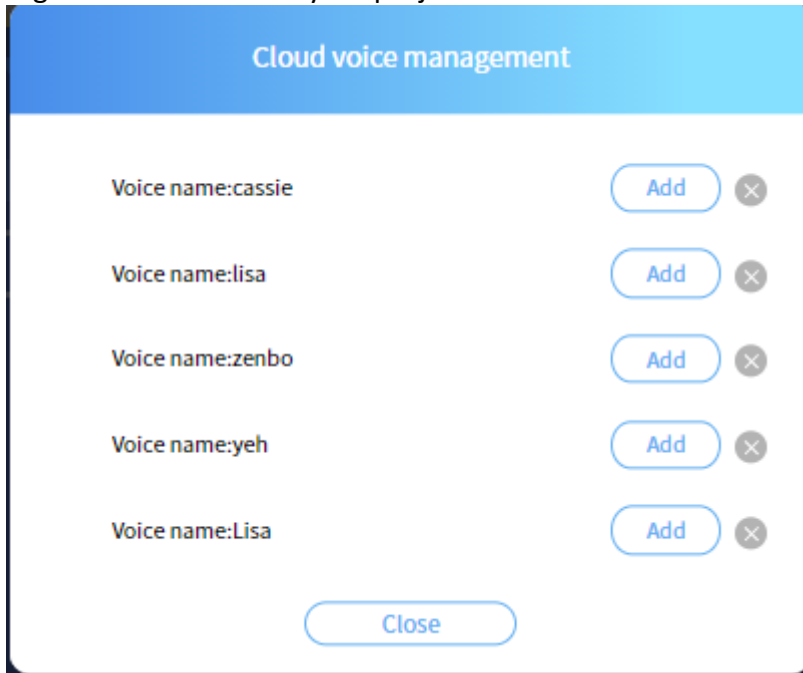 Cloud voice management
Voice name:cassie Add
Voice name:lisa Add
Voice name:zenbo Add
Voice name:yeh Add
Voice name:Lisa Add
Close